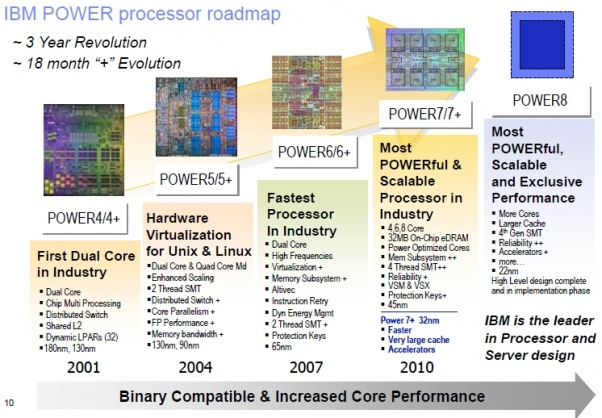 IBM POWER processor roadmap
~ 3 Year Revolution
~ 18 month “+” Evolution
POWER4/4+
First Dual Core
in Industry
▪ Dual Core
▪ Chip Multi Processing
▪ Distributed Switch
▪ Shared L2
▪ Dynamic LPARs (32)
▪ 180nm, 130nm
2001
POWER5/5+
Hardware
Virtualization
for Unix & Linux
▪ Dual Core & Quad Core Md
▪ Enhanced Scaling
▪ 2 Thread SMT
▪ Distributed Switch +
▪ Core Parallelism +
▪ FP Performance +
▪ Memory bandwidth +
▪ 130nm, 90nm
2004
POWER6/6+
Fastest
Processor
In Industry
▪ Dual Core
▪ High Frequencies
▪ Virtualization +
▪ Memory Subsystem +
▪ Altivec
▪ Instruction Retry
▪ Dyn Energy Mgmt
▪ 2 Thread SMT +
▪ Protection Keys
▪ 65nm
2007
POWER7/7+
Most
POWERful &
Scalable
Processor in
Industry
▪ 4,6,8 Core
▪ 32MB On-Chip eDRAM
▪ Power Optimized Cores
▪ Mem Subsystem ++
▪ 4 Thread SMT++
▪ Reliability +
▪ VSM & VSX
▪ Protection Keys+
▪ 45nm
Power 7+ 32nm
▪ Faster
▪ Very large cache
▪ Accelerators
2010
POWER8
Most
POWERful,
Scalable
and Exclusive
Performance
▪ More Cores
▪ Larger Cache
▪ 4th Gen SMT
▪ Reliability ++
▪ Accelerators +
▪ more…
▪ 22nm
High Level design complete
and in implementation phase
IBM is the leader
in Processor and
Server design
Binary Compatible & Increased Core Performance
10